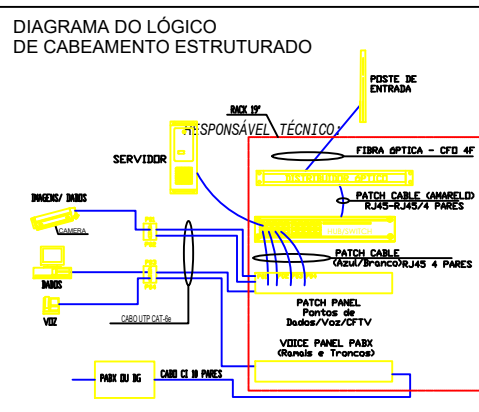 DIAGRAMA DO LÓGICO
DE CABEAMENTO ESTRUTURADO
POSTE DE
ENTRADA
RACK 19'
RESPONSÁVEL TÉCNICO:
FIBRA ÓPTICA - CFO 4F
SERVIDOR
DISTRIBUIDOR OPTICO
PATCH CABLE (AMARELO)
RJ45-RJ45/4 PARES
IMAGENS/ DADOS
CAMERA
PATCH CABLE
(Azul/Branco)RJ45 4 PARES
DADOS
PATCH PANEL
Pontos de
Dados/Voz/CFTV
VOZ
CABO UTP CAT-6e
VOICE PANEL PABX
(Ramais e Troncos)
PABX OU DG
CABO CI 10 PARES